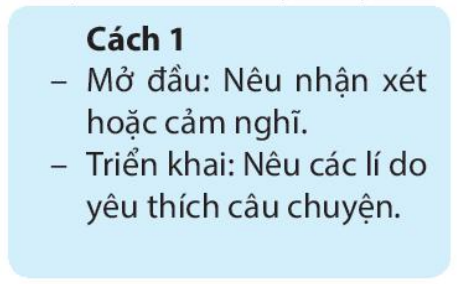 Cách 1
– Mở đầu: Nêu nhận xét
hoặc cảm nghĩ.
– Triển khai: Nêu các lí do
yêu thích câu chuyện.